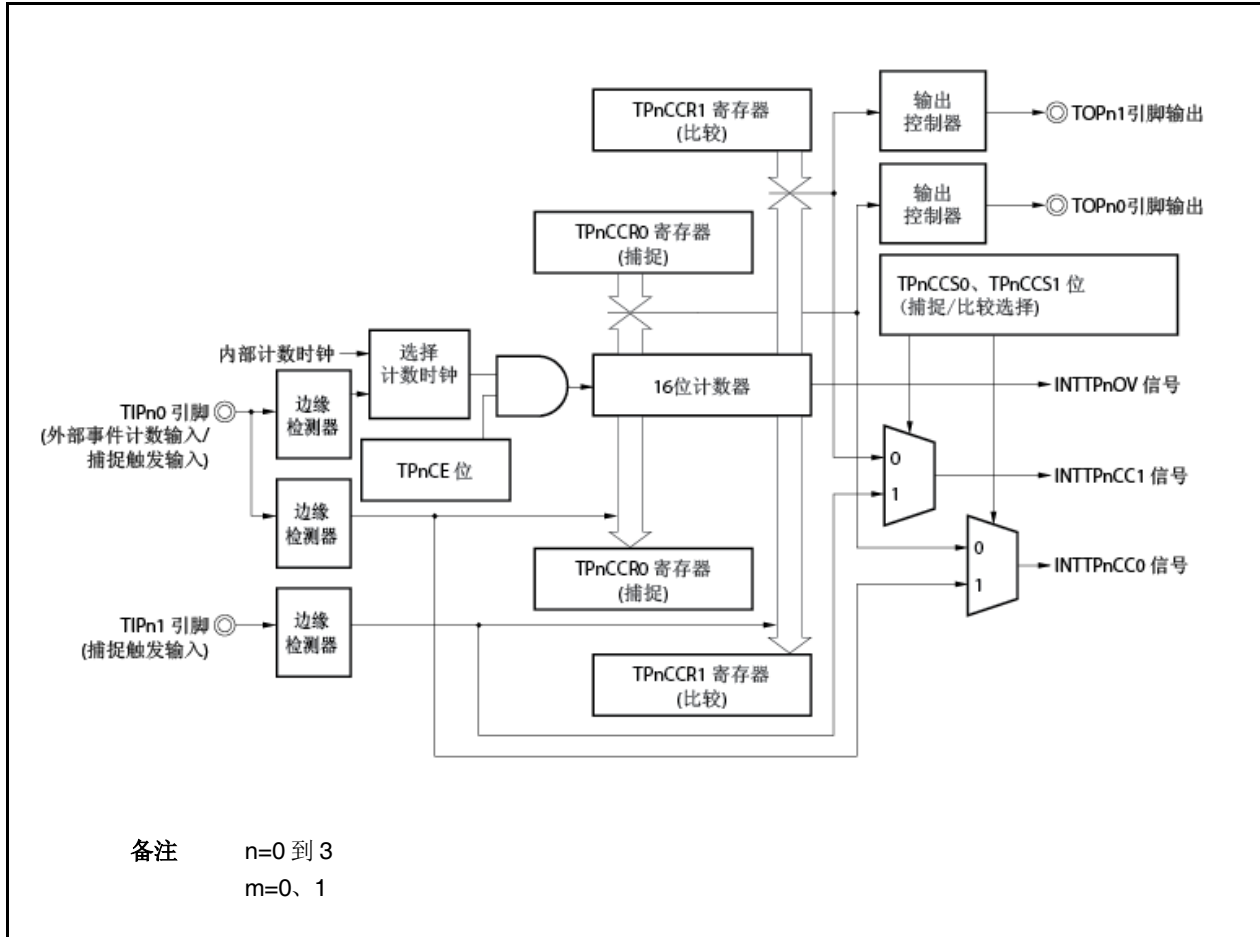 TPnCCR1 寄存器
(比较)
输出
控制器
TOPn1引脚输出
输出
控制器
TOPn0引脚输出
TPnCCR0 寄存器
(捕捉)
TPnCCS0、TPnCCS1 位
(捕捉/比较选择)
内部计数时钟
选择
计数时钟
16位计数器
INTTPnOV 信号
TIPn0 引脚
(外部事件计数输入/
捕捉触发输入)
边缘
检测器
TPnCE 位
0
1
INTTPnCC1 信号
边缘
检测器
TPnCCR0 寄存器
(捕捉)
0
1
INTTPnCC0 信号
TIPn1 引脚
(捕捉触发输入)
边缘
检测器
TPnCCR1 寄存器
(比较)
备注 n=0 到 3
m=0、1